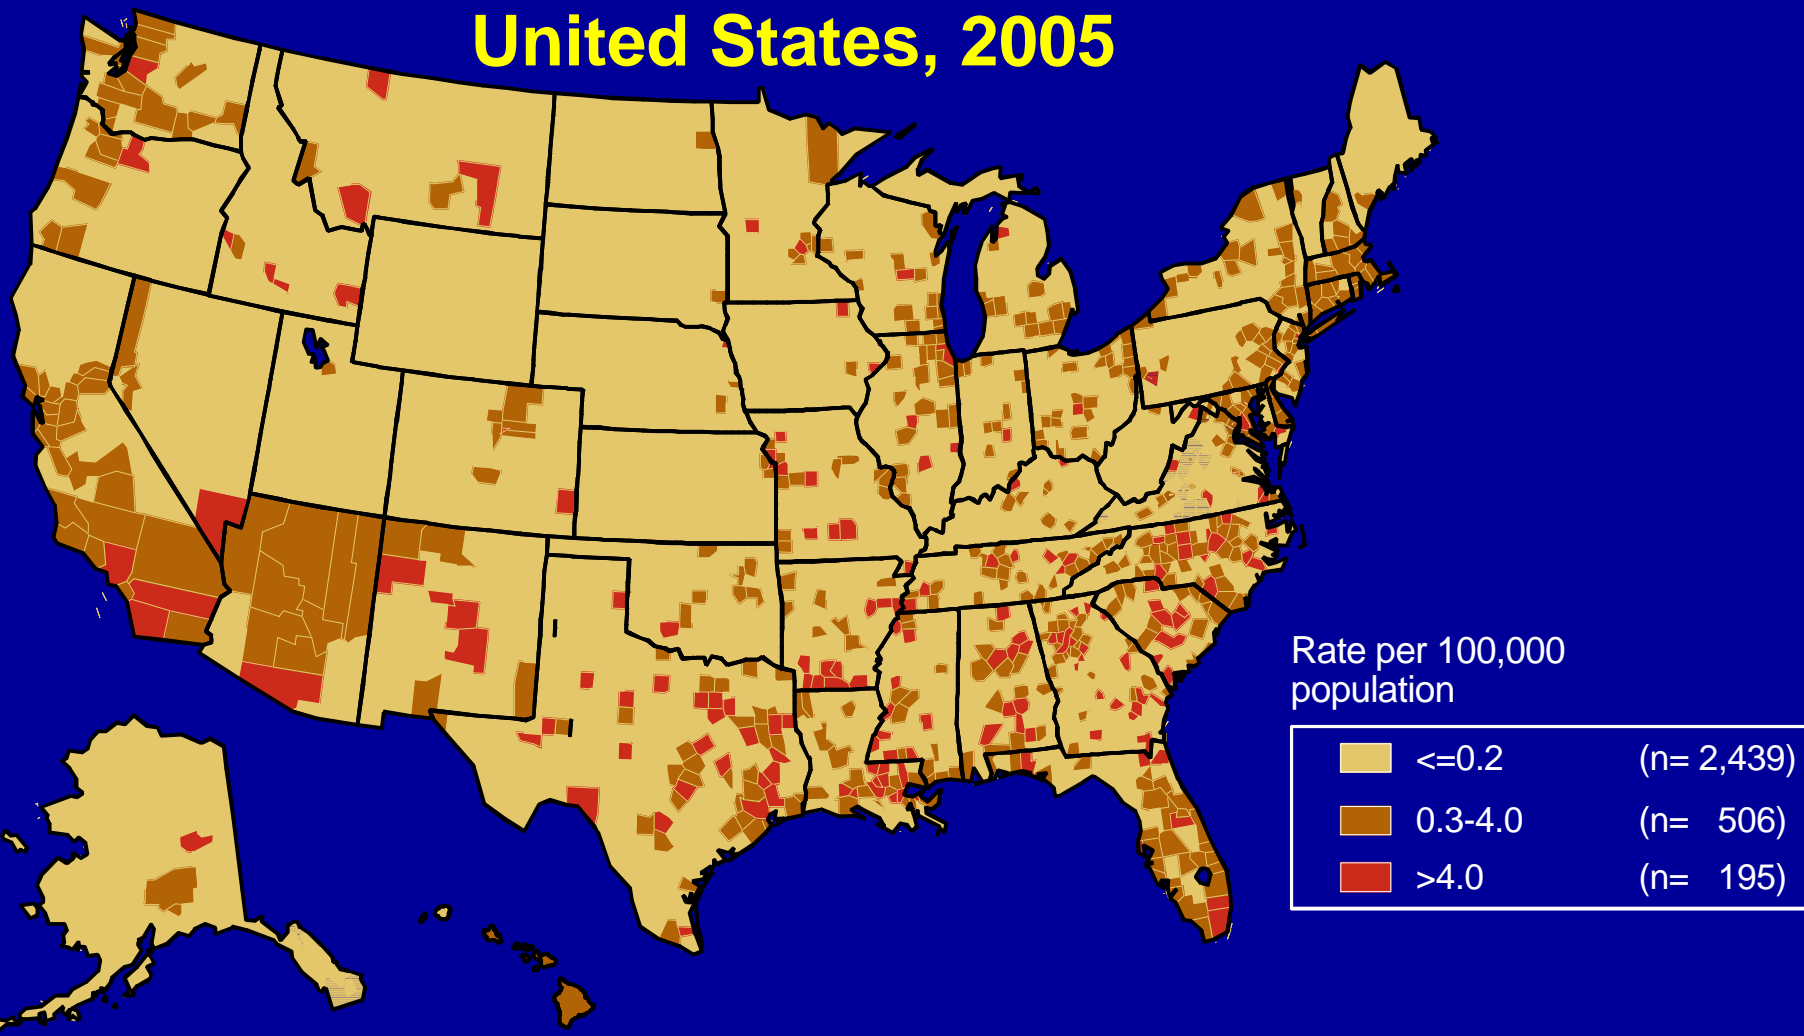 United States, 2005
Rate per 100,000
population
<=0.2 (n= 2,439)
0.3-4.0 (n= 506)
>4.0 (n= 195)